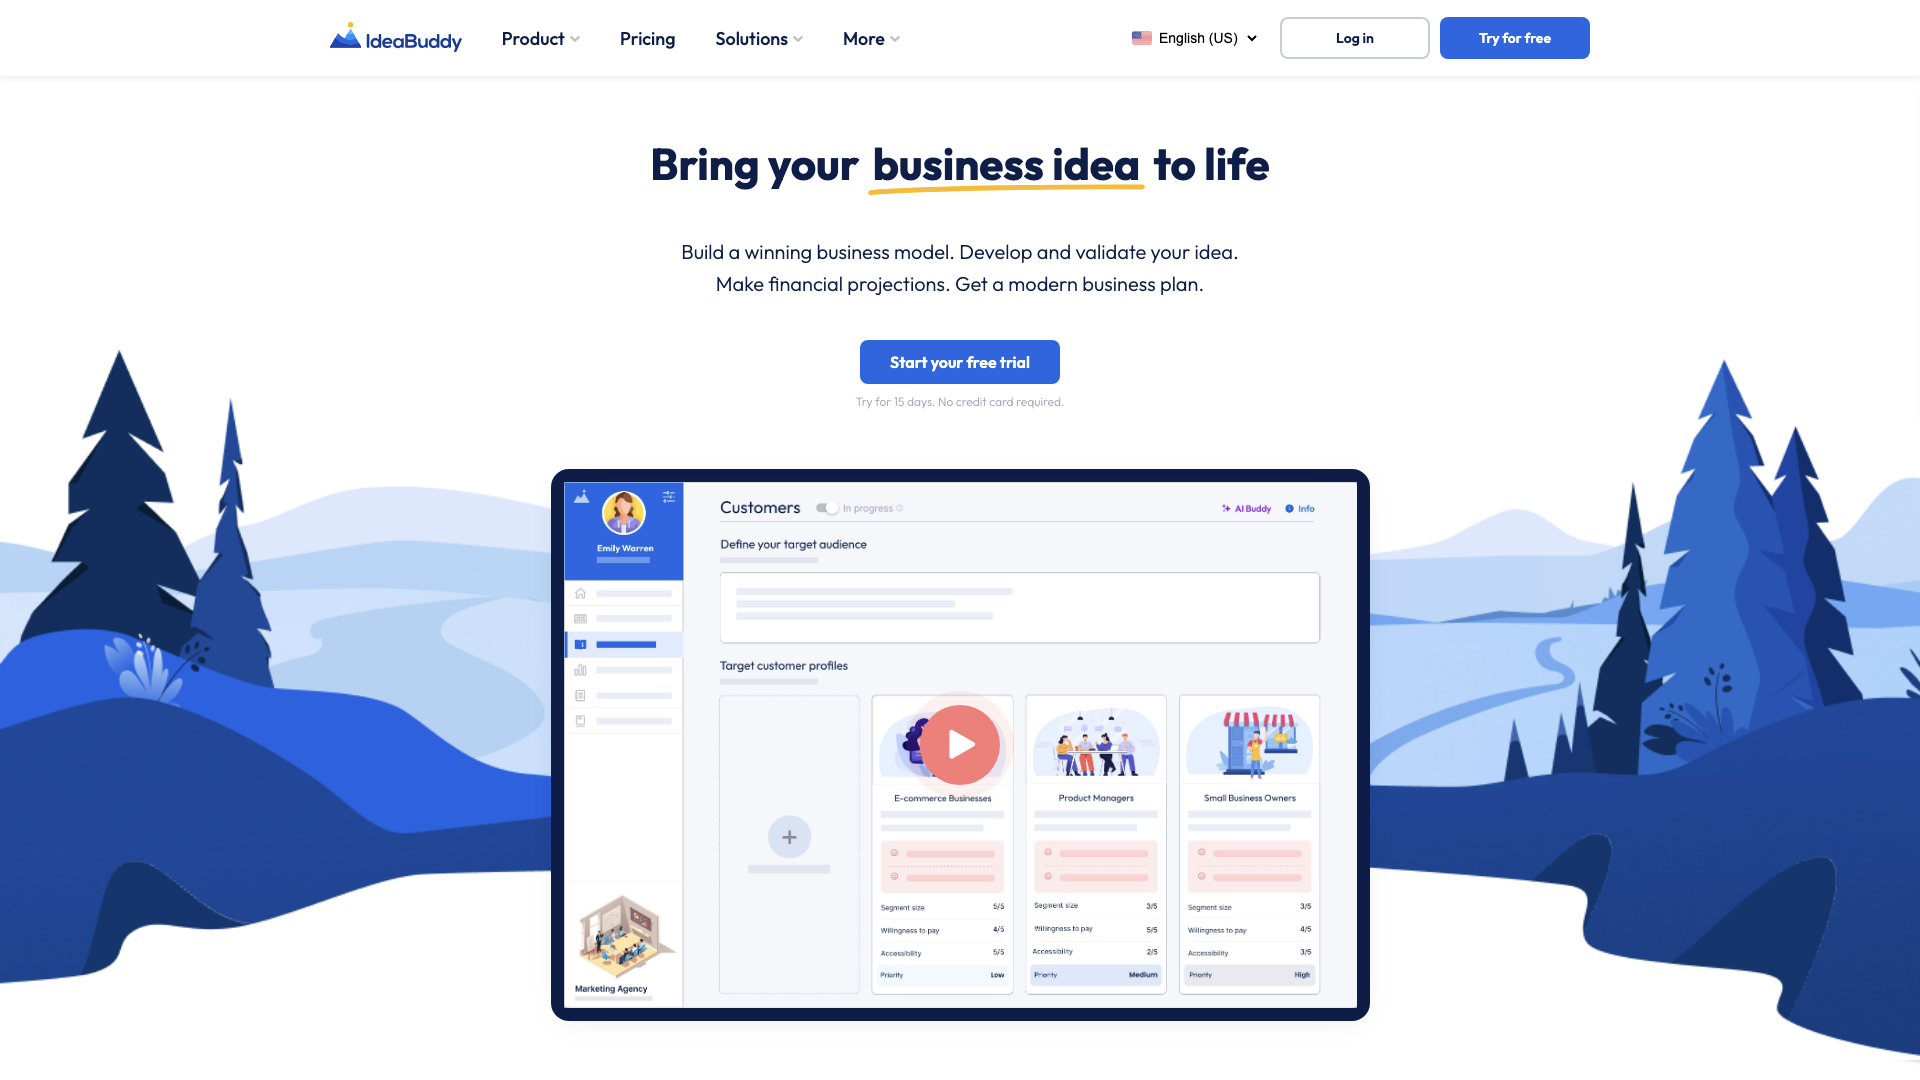 IdeaBuddy
Product
Pricing
Solutions
More
English (US)
Log in
Try for free
Bring your business idea to life
Build a winning business model. Develop and validate your idea.
Make financial projections. Get a modern business plan.
Start your free trial
Try for 15 days. No credit card required.
Emily Warren
Customers
In progress
AI Buddy
Info
Define your target audience
Target customer profiles
E-commerce Businesses
Segment size 5/5
Willingness to pay 4/5
Accessibility 5/5
Priority Low
Product Managers
Segment size 3/5
Willingness to pay 5/5
Accessibility 2/5
Priority Medium
Small Business Owners
Segment size 3/5
Willingness to pay 4/5
Accessibility 3/5
Priority High
Marketing Agency